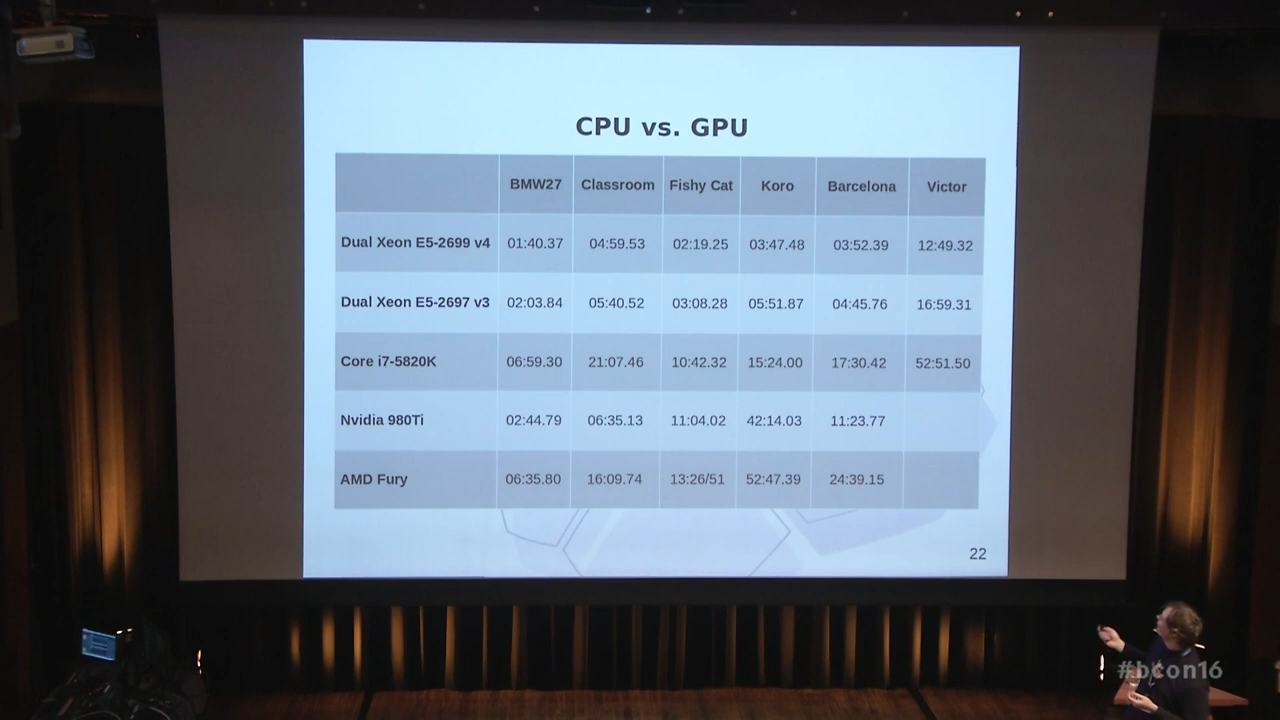 CPU vs. GPU
BMW27 Classroom Fishy Cat Koro Barcelona Victor
Dual Xeon E5-2699 v4 01:40.37 04:59.53 02:19.25 03:47.48 03:52.39 12:49.32
Dual Xeon E5-2697 v3 02:03.84 05:40.52 03:08.28 05:51.87 04:45.76 16:59.31
Core i7-5820K 06:59.30 21:07.46 10:42.32 15:24.00 17:30.42 52:51.50
Nvidia 980Ti 02:44.79 06:35.13 11:04.02 42:14.03 11:23.77
AMD Fury 06:35.80 16:09.74 13:26/51 52:47.39 24:39.15
22
#bcon16